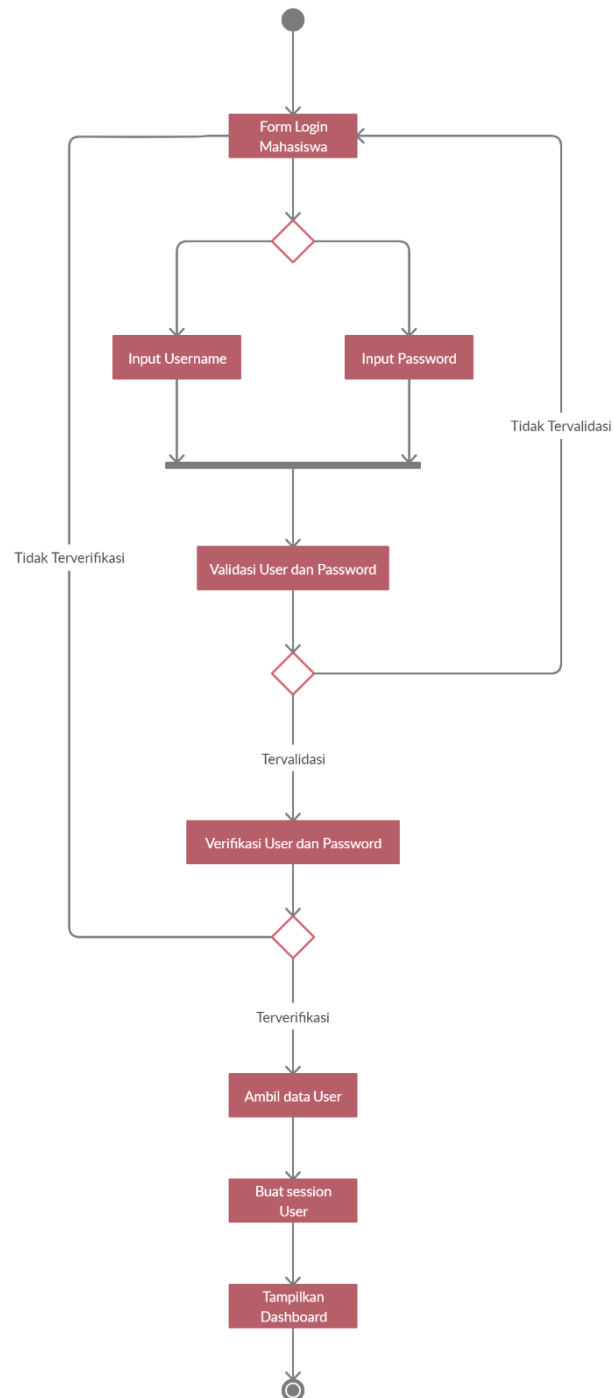 Form Login
Mahasiswa
Input Username
Input Password
Tidak Tervalidasi
Tidak Terverifikasi
Validasi User dan Password
Tervalidasi
Verifikasi User dan Password
Terverifikasi
Ambil data User
Buat session
User
Tampilkan
Dashboard